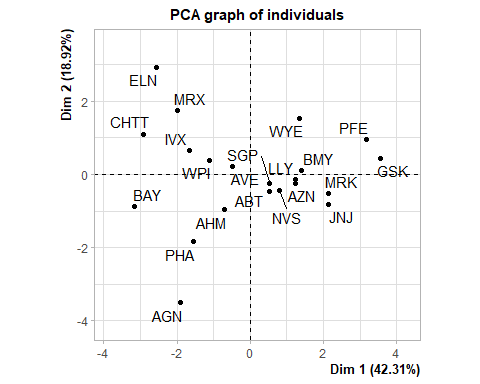 PCA graph of individuals
Dim 2 (18.92%)
ELN
MRX
CHTT
IVX
WYE
PFE
SGP
LLY
BMY
WPI
AVE
GSK
MRK
BAY
ABT
AZN
AHM
NVS
JNJ
PHA
AGN
2
0
-2
-4
-4
-2
0
2
4
Dim 1 (42.31%)